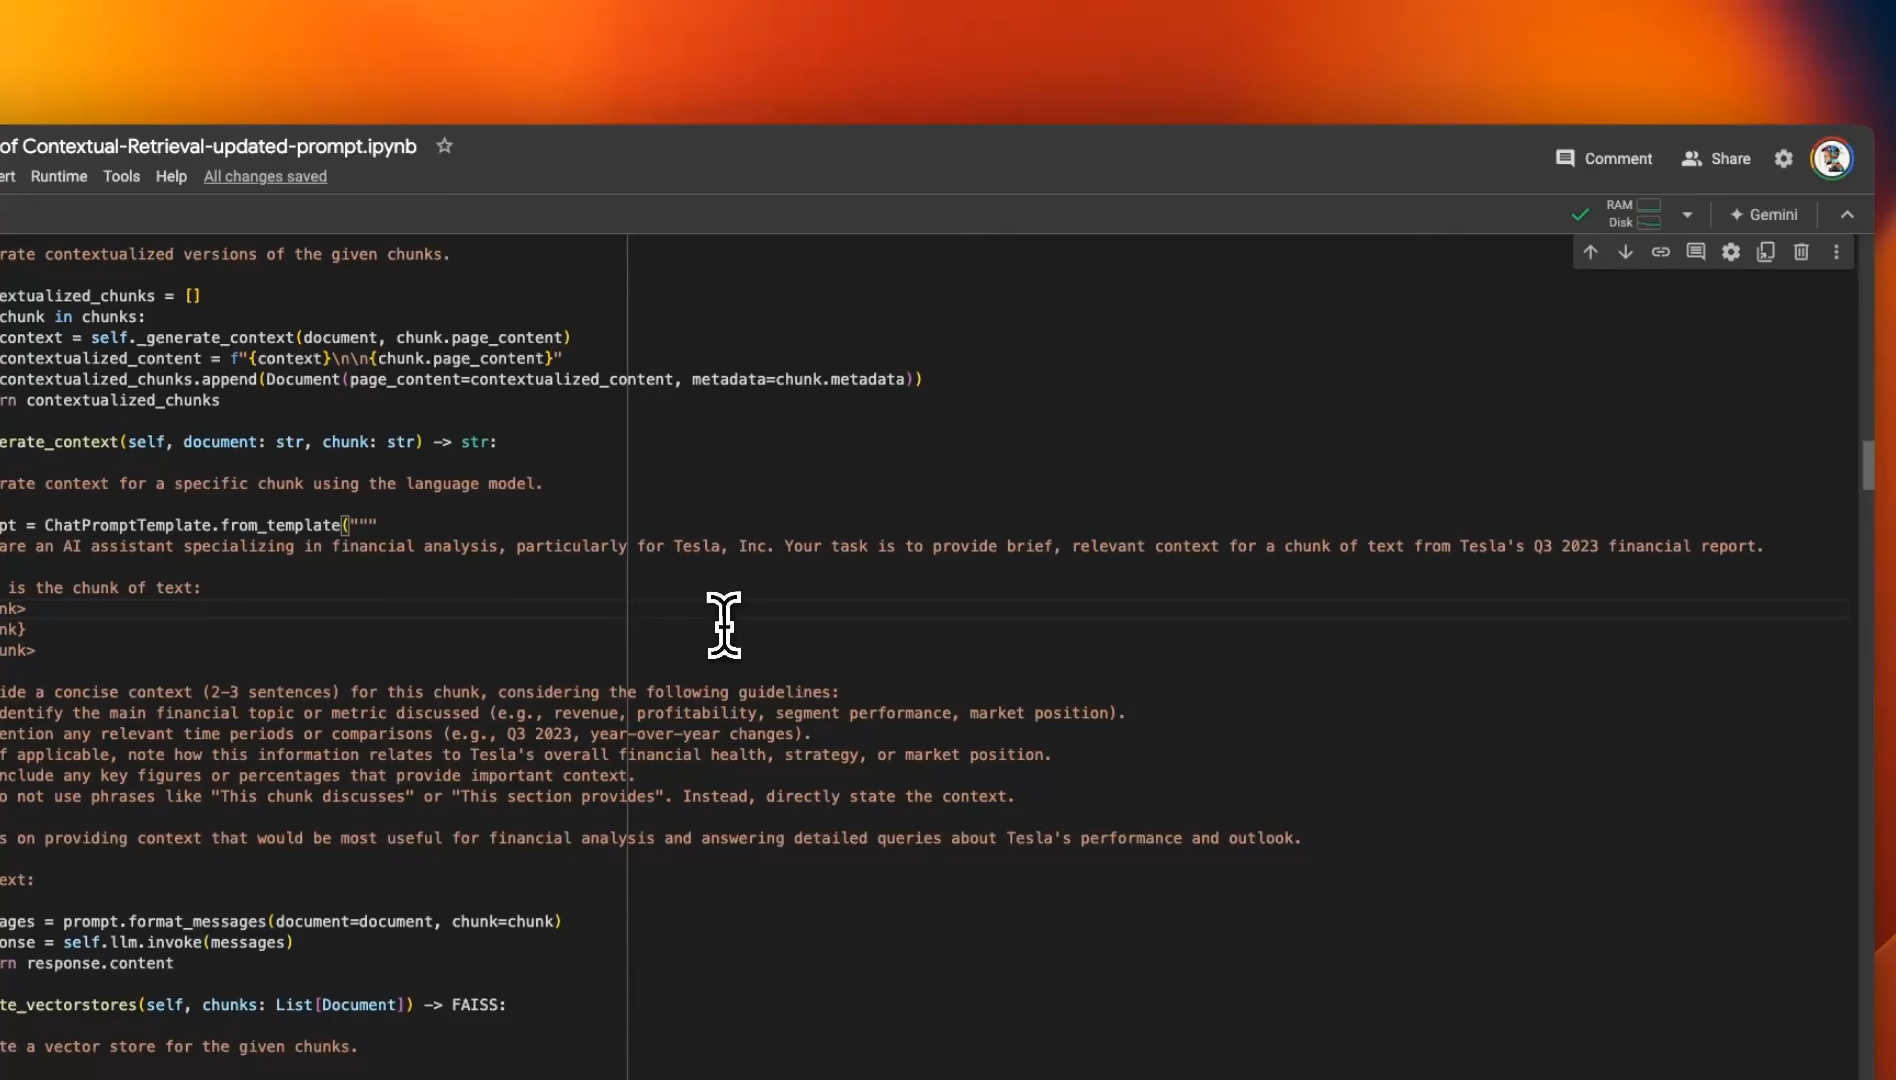 of Contextual-Retrieval-updated-prompt.ipynb
Comment
Share
ert Runtime Tools Help All changes saved
RAM
Disk
Gemini
rate contextualized versions of the given chunks.
extualized_chunks = []
chunk in chunks:
context = self._generate_context(document, chunk.page_content)
contextualized_content = f"{context}\n\n{chunk.page_content}"
contextualized_chunks.append(Document(page_content=contextualized_content, metadata=chunk.metadata))
rn contextualized_chunks
erate_context(self, document: str, chunk: str) -> str:
rate context for a specific chunk using the language model.
pt = ChatPromptTemplate.from_template("""
are an AI assistant specializing in financial analysis, particularly for Tesla, Inc. Your task is to provide brief, relevant context for a chunk of text from Tesla's Q3 2023 financial report.
is the chunk of text:
nk>
nk}
unk>
ide a concise context (2-3 sentences) for this chunk, considering the following guidelines:
dentify the main financial topic or metric discussed (e.g., revenue, profitability, segment performance, market position).
ention any relevant time periods or comparisons (e.g., Q3 2023, year-over-year changes).
f applicable, note how this information relates to Tesla's overall financial health, strategy, or market position.
nclude any key figures or percentages that provide important context.
o not use phrases like "This chunk discusses" or "This section provides". Instead, directly state the context.
s on providing context that would be most useful for financial analysis and answering detailed queries about Tesla's performance and outlook.
ext:
ages = prompt.format_messages(document=document, chunk=chunk)
onse = self.llm.invoke(messages)
rn response.content
te_vectorstores(self, chunks: List[Document]) -> FAISS:
te a vector store for the given chunks.